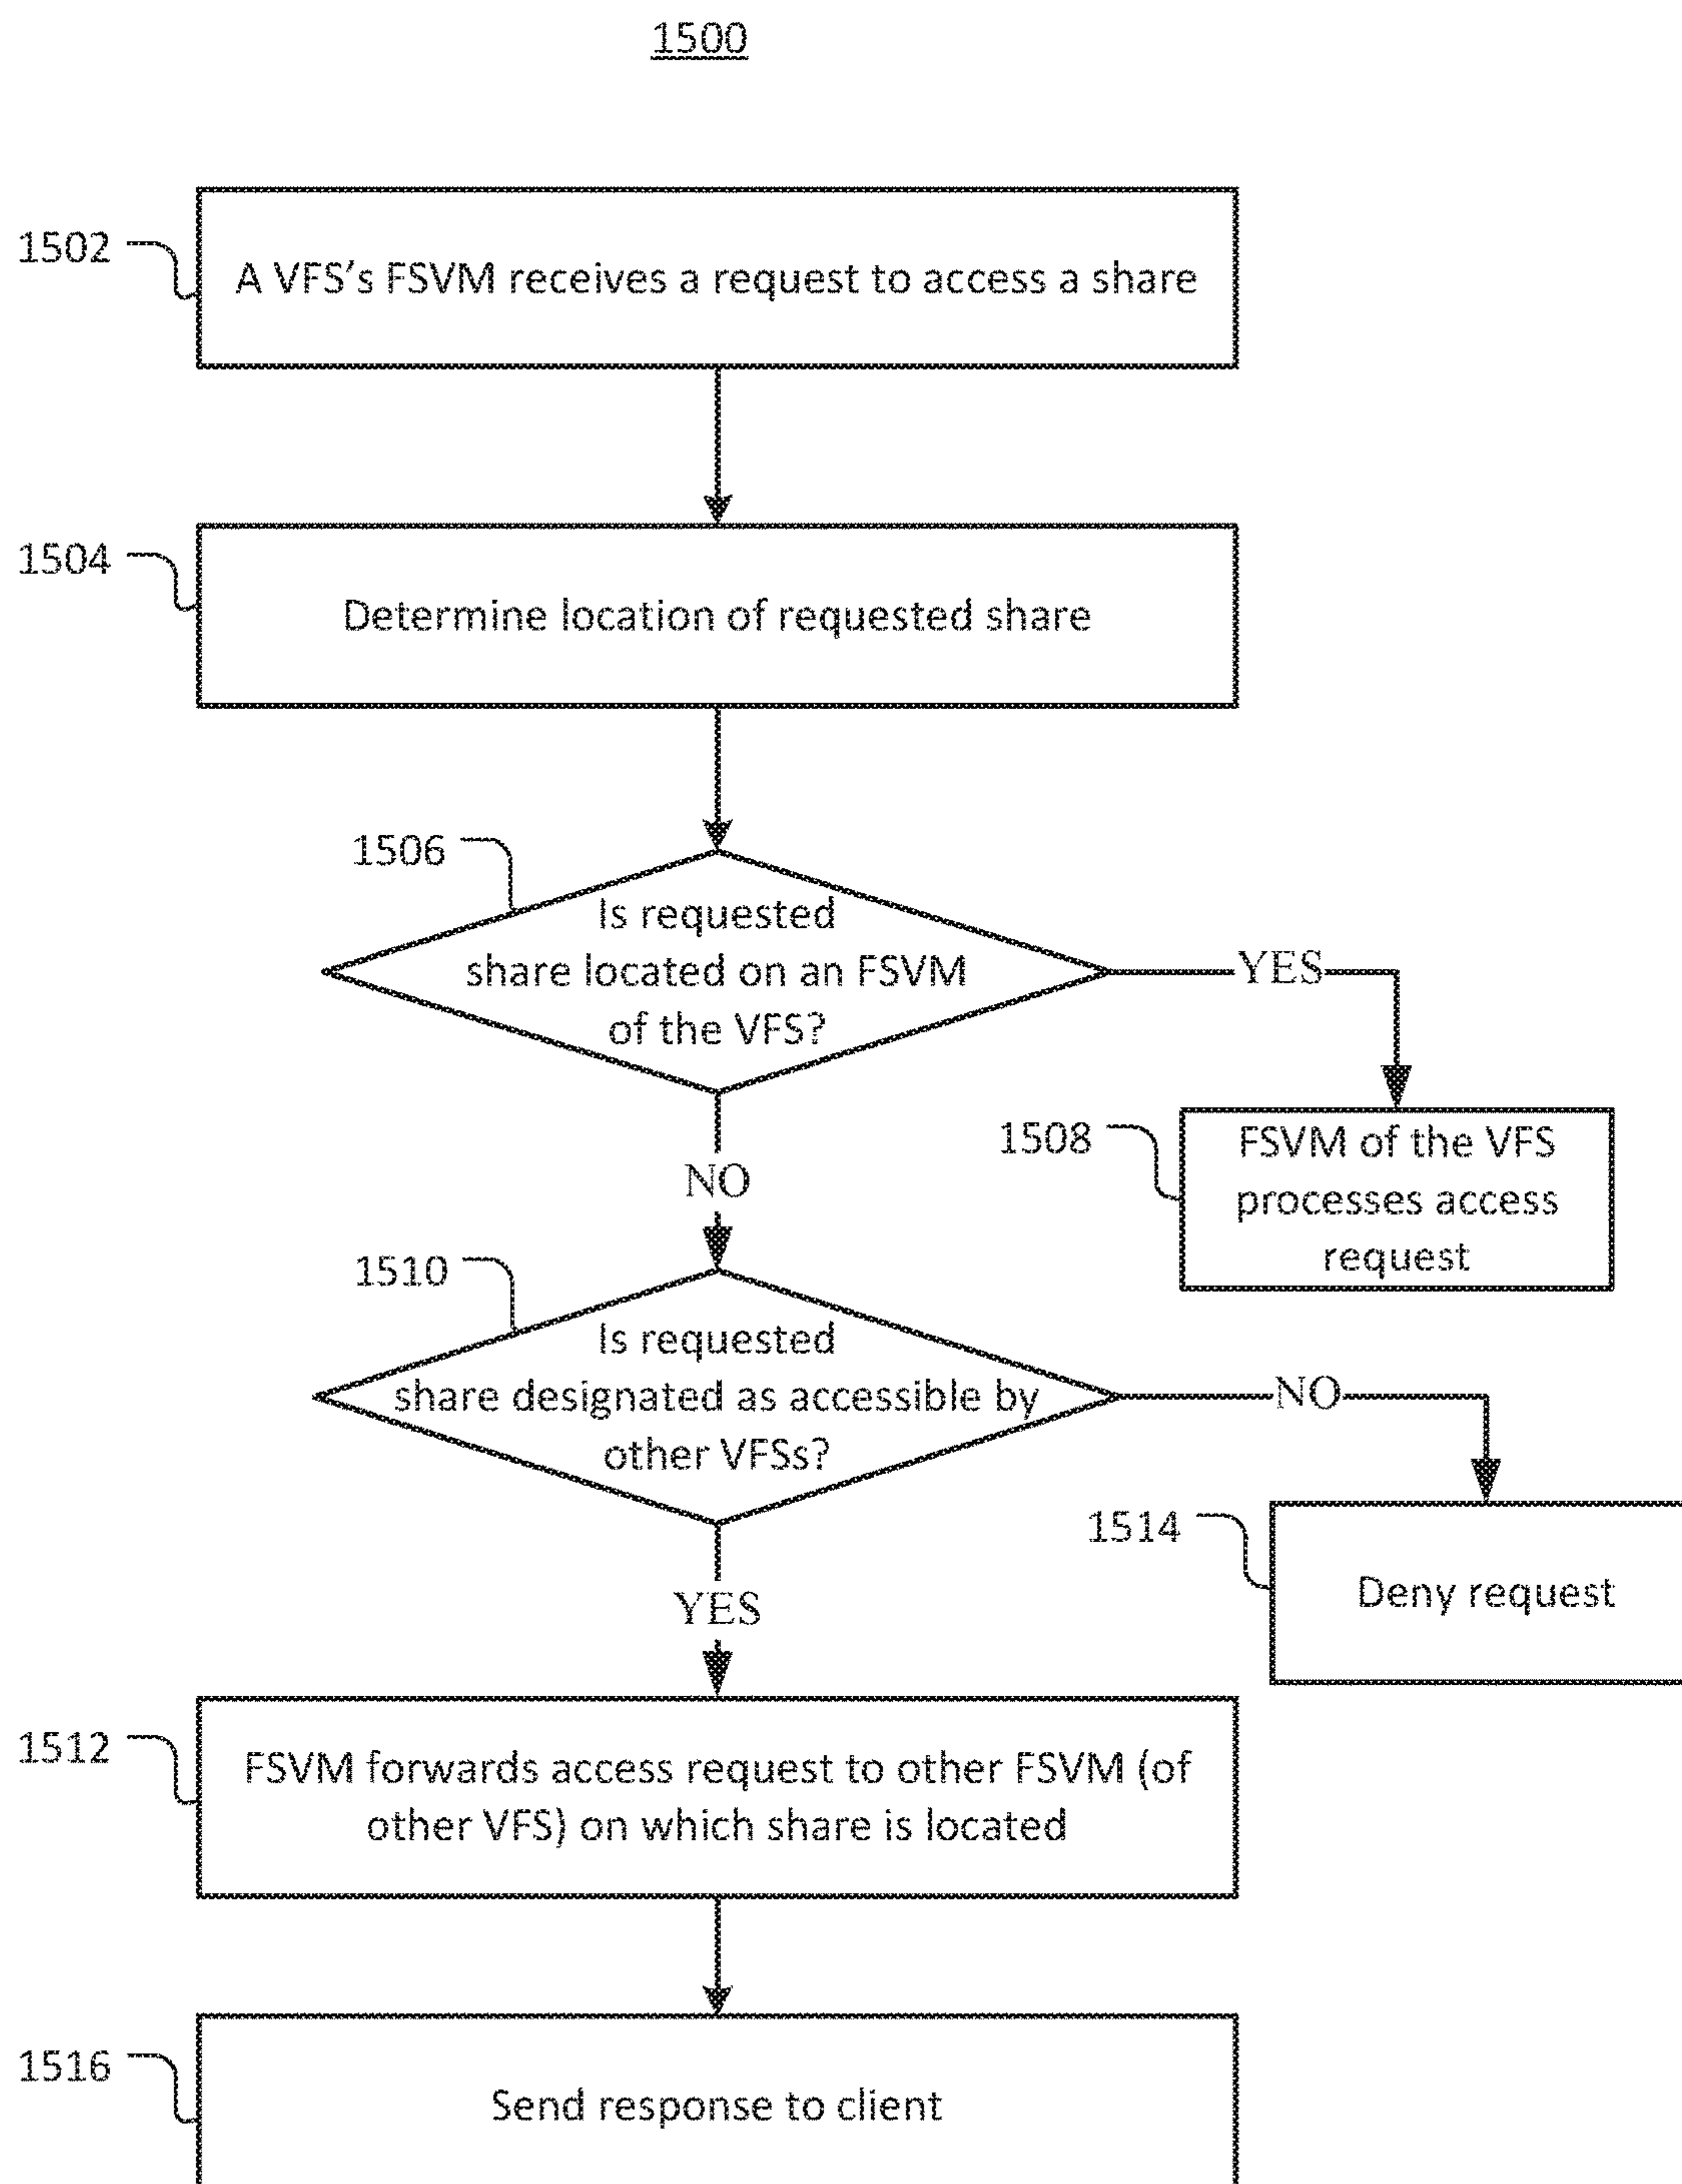 1500
1502
A VFS's FSVM receives a request to access a share
1504
Determine location of requested share
1506
Is requested
share located on an FSVM
of the VFS?
YES
1508
FSVM of the VFS
processes access
request
NO
1510
Is requested
share designated as accessible by
other VFSs?
NO
1514
Deny request
YES
1512
FSVM forwards access request to other FSVM (of
other VFS) on which share is located
1516
Send response to client